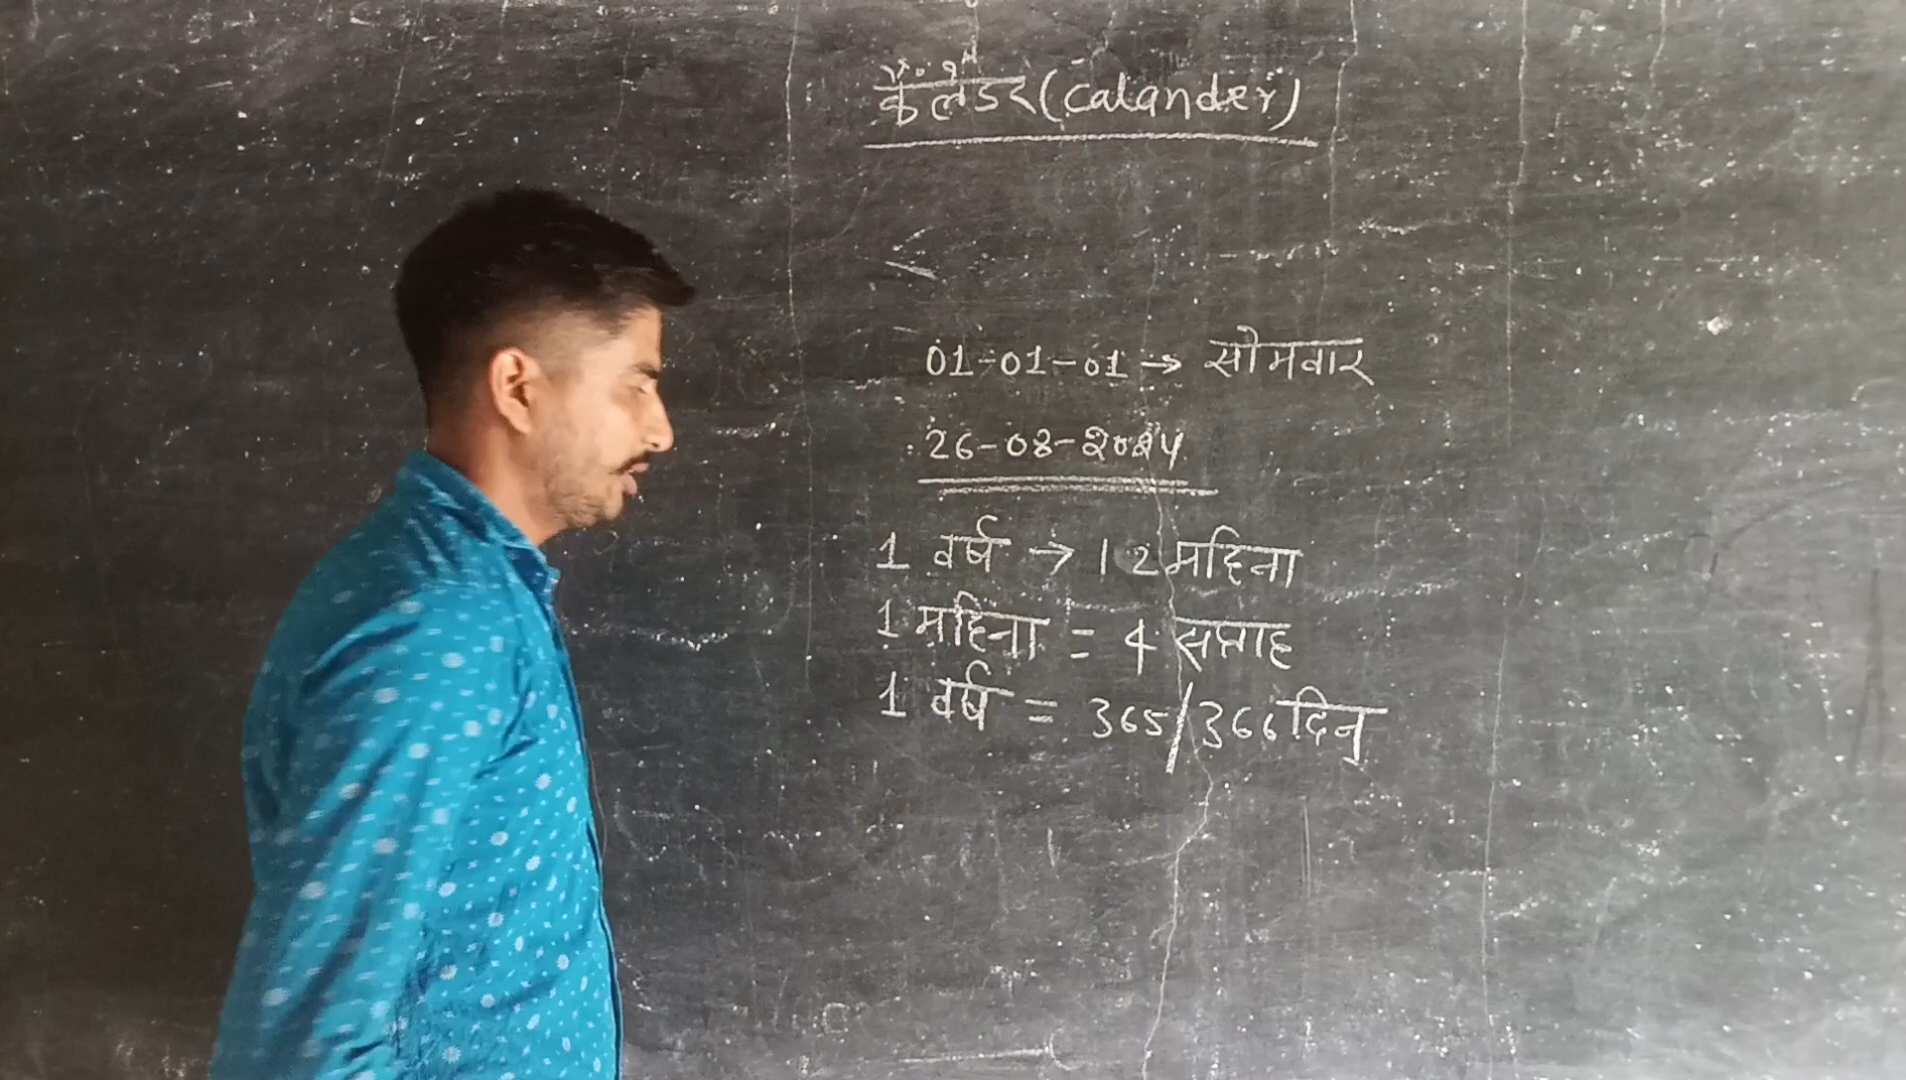 कैलेंडर (Calander)
01-01-01 → सोमवार
26-08-2024
1 वर्ष → 12 महिना
1 महिना = 4 सप्ताह
1 वर्ष = 365/366 दिन